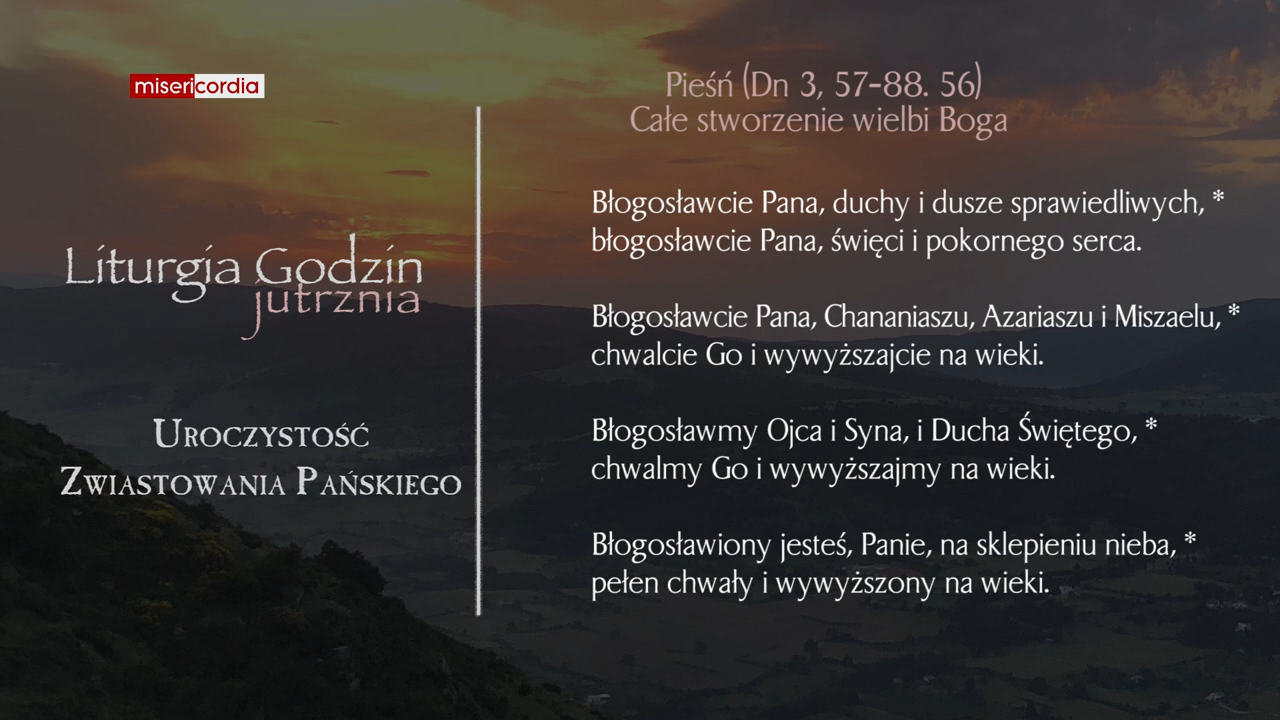 misericordia
Liturgia Godzin
jutrznia
Uroczystość
Zwiastowania Pańskiego
Pieśń (Dn 3, 57-88. 56)
Całe stworzenie wielbi Boga
Błogosławcie Pana, duchy i dusze sprawiedliwych, *
błogosławcie Pana, święci i pokornego serca.
Błogosławcie Pana, Chananiaszu, Azariaszu i Miszaelu, *
chwalcie Go i wywyższajcie na wieki.
Błogosławmy Ojca i Syna, i Ducha Świętego, *
chwalmy Go i wywyższajmy na wieki.
Błogosławiony jesteś, Panie, na sklepieniu nieba, *
pełen chwały i wywyższony na wieki.